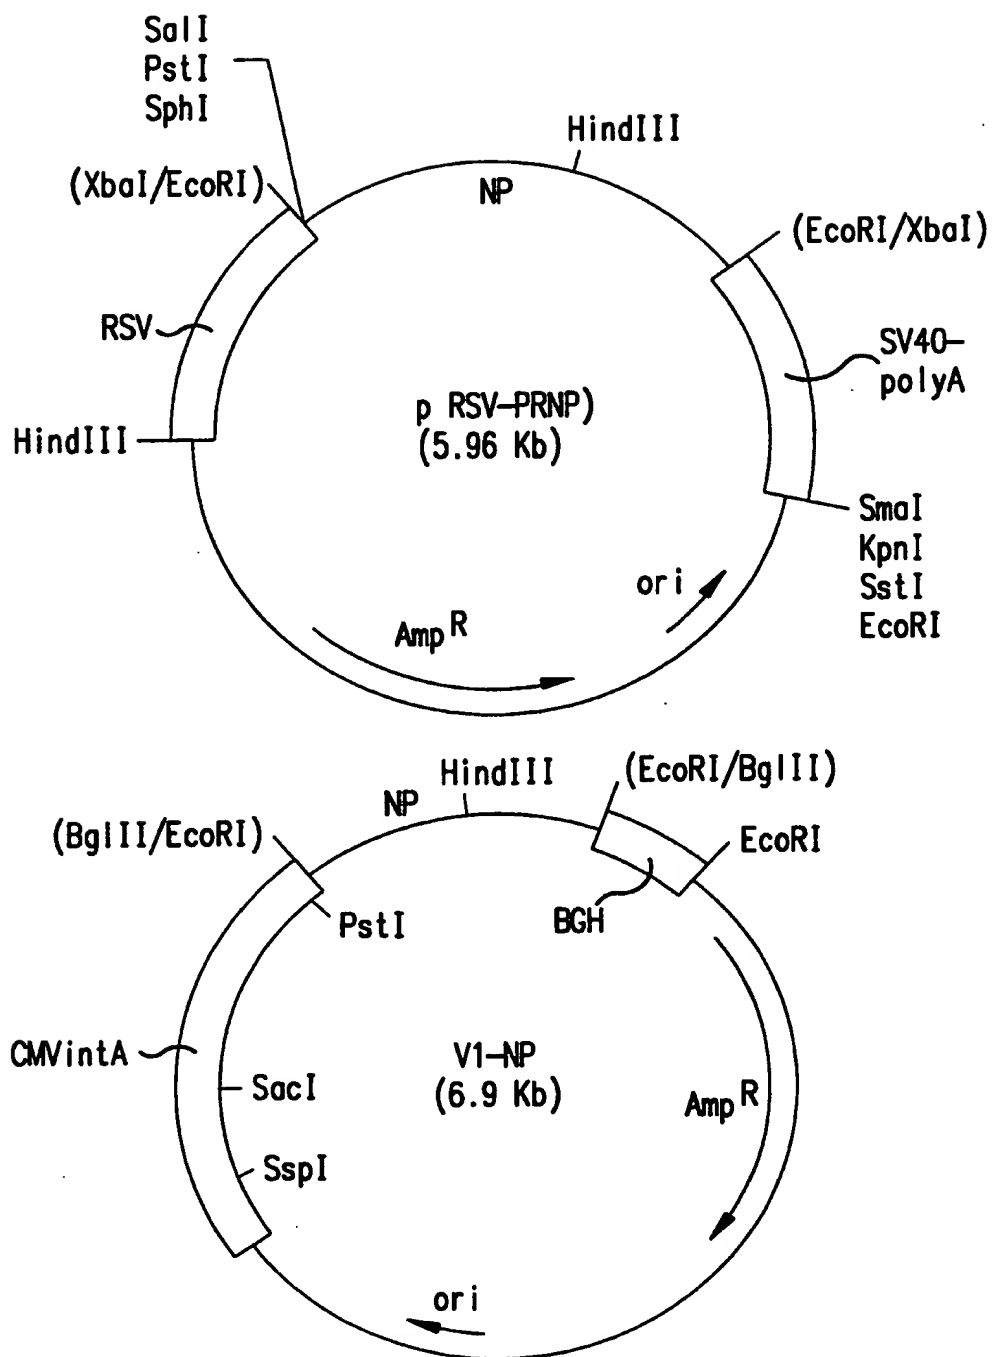 SalI
PstI
SphI
HindIII
(XbaI/EcoRI)
NP
(EcoRI/XbaI)
RSV
SV40-
polyA
p RSV-PRNP)
(5.96 Kb)
HindIII
SmaI
KpnI
SstI
EcoRI
ori
Amp R
HindIII
(EcoRI/BglII)
NP
(BglII/EcoRI)
EcoRI
PstI
BGH
CMVintA
V1-NP
(6.9 Kb)
SacI
Amp R
SspI
ori